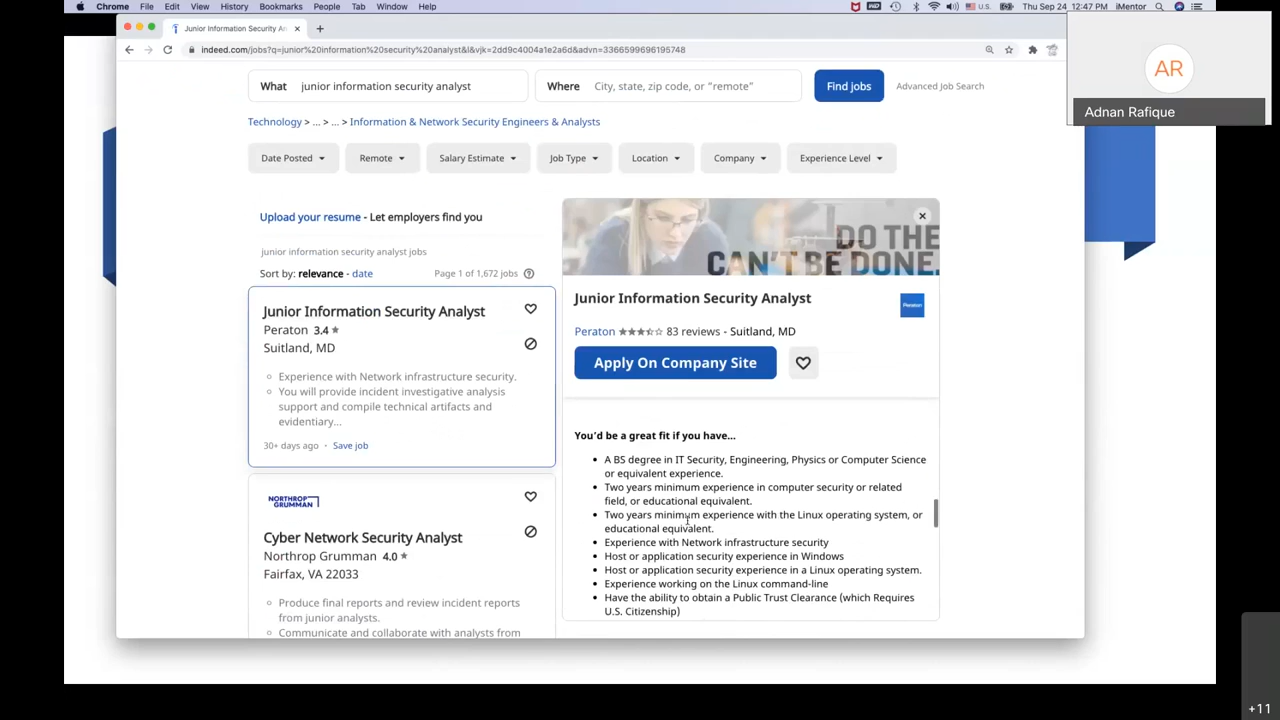 Chrome File Edit View History Bookmarks People Tab Window Help
U.S. Thu Sep 24 12:47 PM iMentor
Junior Information Security An
indeed.com/jobs?q=junior%20information%20security%20analyst&l&vjk=2dd9c4004a1e2a6d&advn=3366599696195748
AR
Adnan Rafique
What junior information security analyst
Where City, state, zip code, or “remote”
Find jobs
Advanced Job Search
Technology > ... > ... > Information & Network Security Engineers & Analysts
Date Posted
Remote
Salary Estimate
Job Type
Location
Company
Experience Level
Upload your resume - Let employers find you
junior information security analyst jobs
Sort by: relevance - date
Page 1 of 1,672 jobs
Junior Information Security Analyst
Peraton 3.4
Suitland, MD
Experience with Network infrastructure security.
You will provide incident investigative analysis
support and compile technical artifacts and
evidentiary...
30+ days ago · Save job
NORTHROP
GRUMMAN
Cyber Network Security Analyst
Northrop Grumman 4.0
Fairfax, VA 22033
Produce final reports and review incident reports
from junior analysts.
Communicate and collaborate with analysts from
DO THE
CAN'T BE DONE.
Junior Information Security Analyst
Peraton
Peraton 83 reviews - Suitland, MD
Apply On Company Site
You’d be a great fit if you have...
A BS degree in IT Security, Engineering, Physics or Computer Science
or equivalent experience.
Two years minimum experience in computer security or related
field, or educational equivalent.
Two years minimum experience with the Linux operating system, or
educational equivalent.
Experience with Network infrastructure security
Host or application security experience in Windows
Host or application security experience in a Linux operating system.
Experience working on the Linux command-line
Have the ability to obtain a Public Trust Clearance (which Requires
U.S. Citizenship)
+11